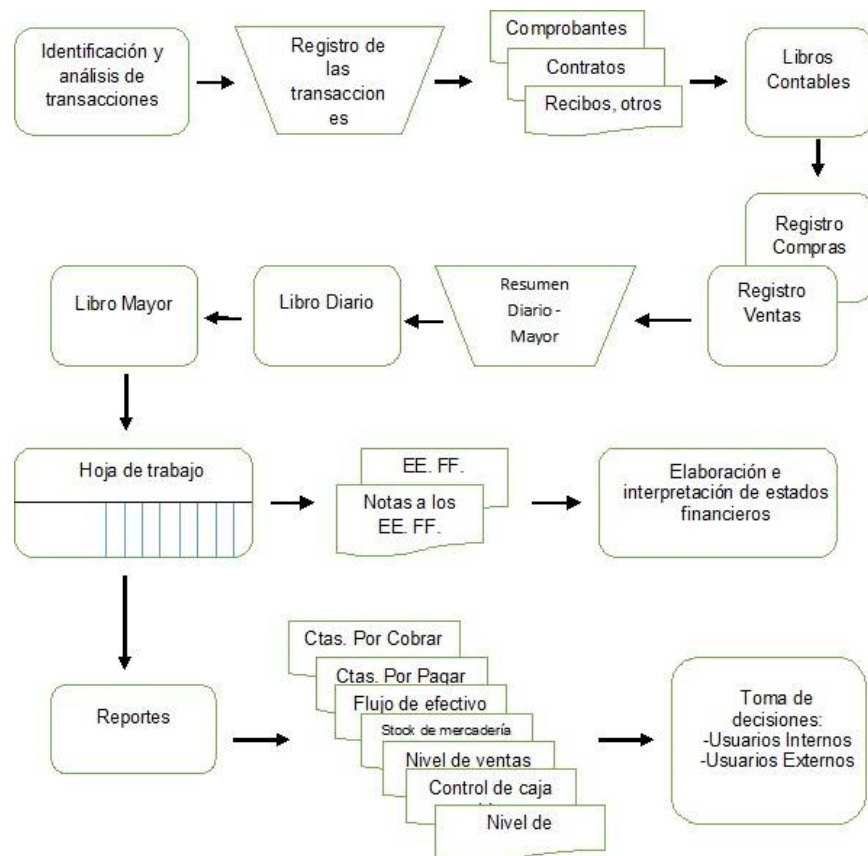 Identificación y
análisis de
transacciones
Registro de
las
transaccion
es
Comprobantes
Contratos
Recibos, otros
Libros
Contables
Registro
Compras
Registro
Ventas
Resumen
Diario -
Mayor
Libro Diario
Libro Mayor
Hoja de trabajo
EE. FF.
Notas a los
EE. FF.
Elaboración e
interpretación de estados
financieros
Reportes
Ctas. Por Cobrar
Ctas. Por Pagar
Flujo de efectivo
Stock de mercadería
Nivel de ventas
Control de caja
Nivel de
Toma de
decisiones:
-Usuarios Internos
-Usuarios Externos